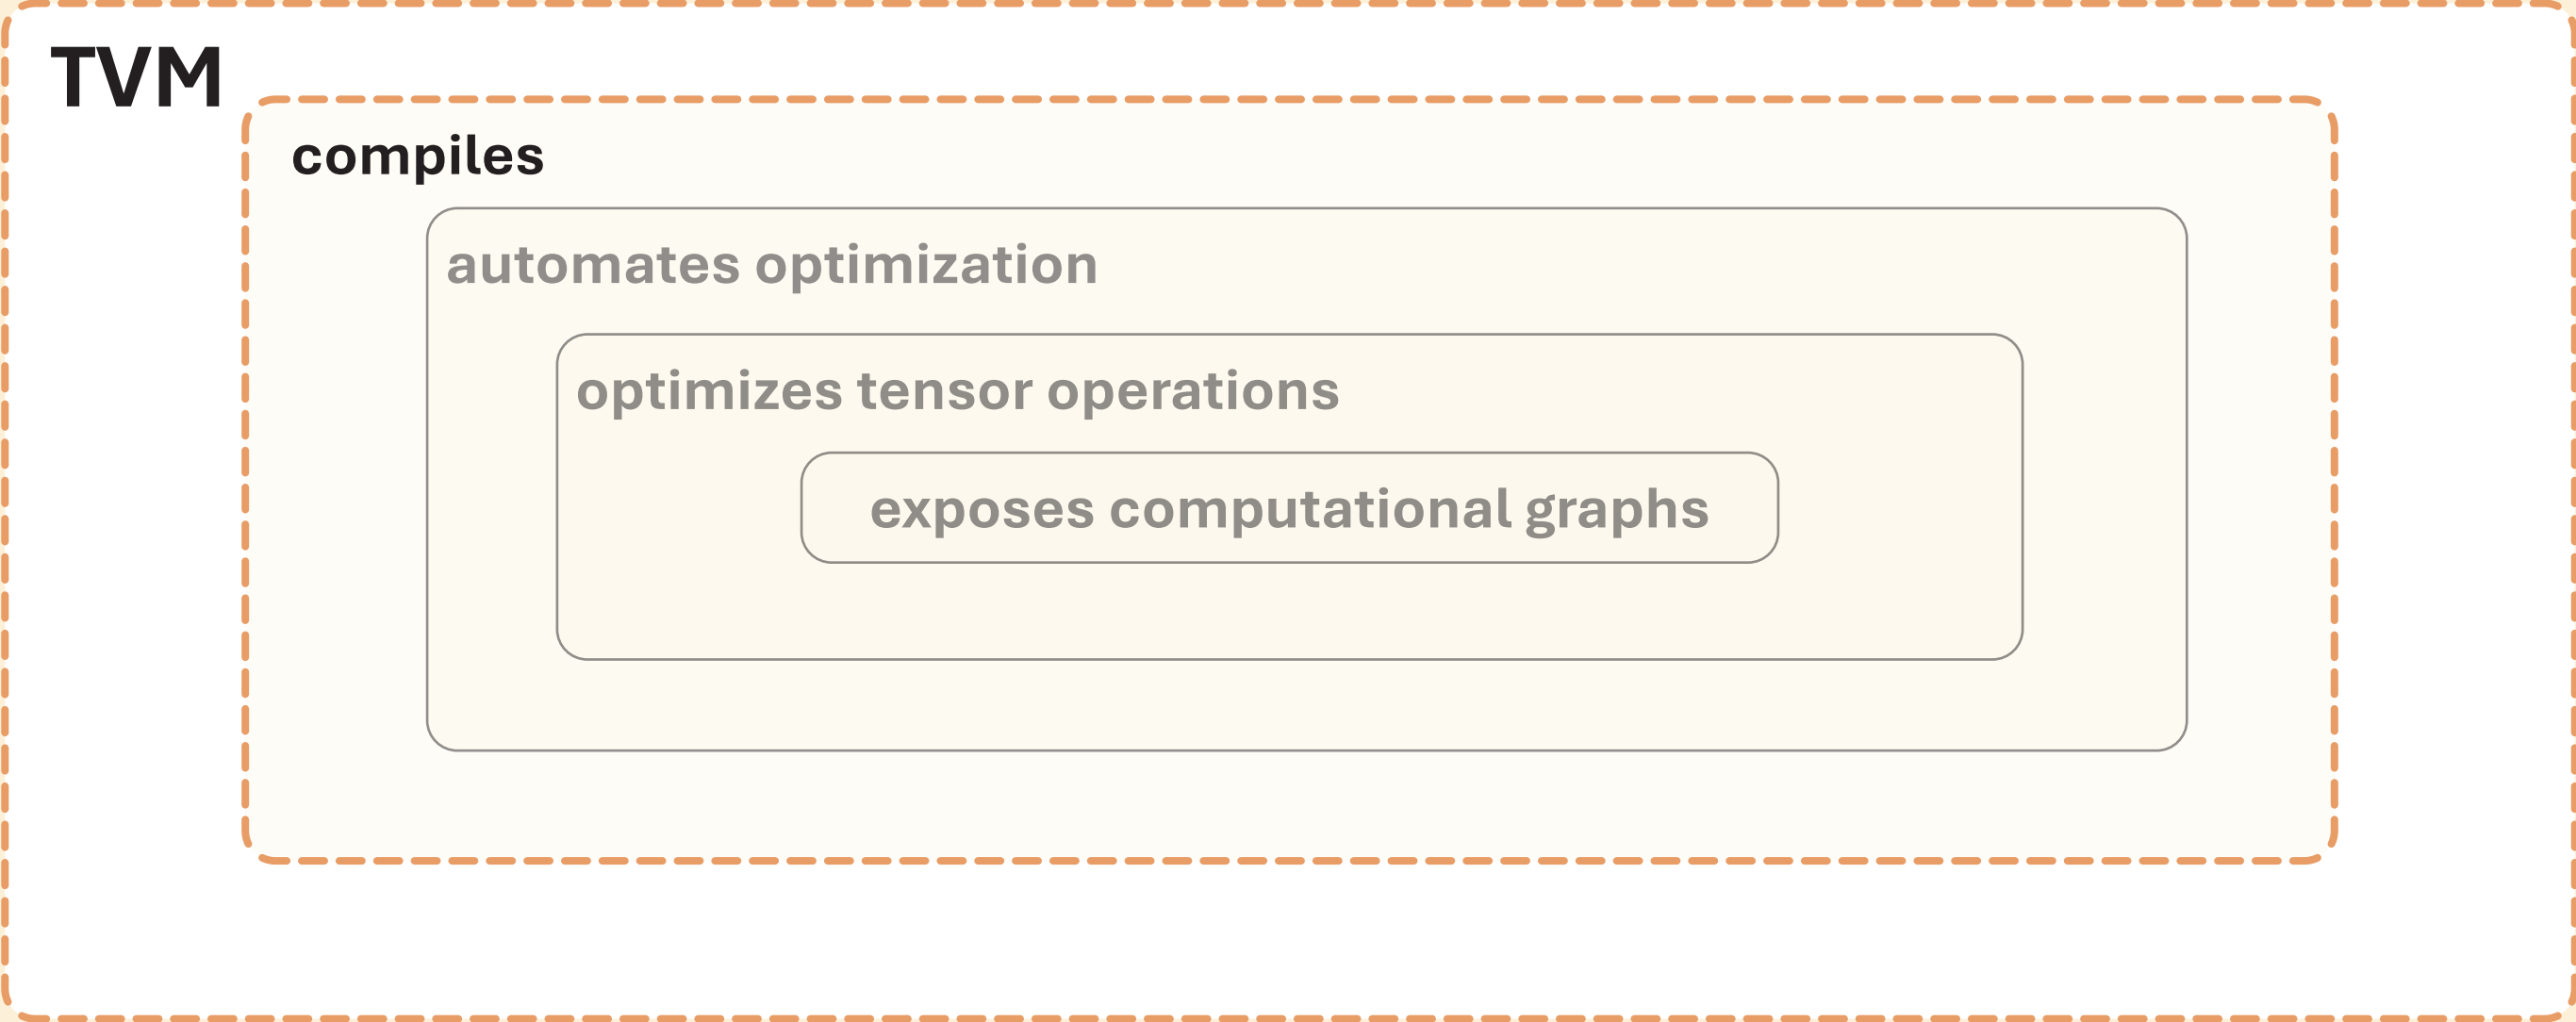 TVM
compiles
automates optimization
optimizes tensor operations
exposes computational graphs